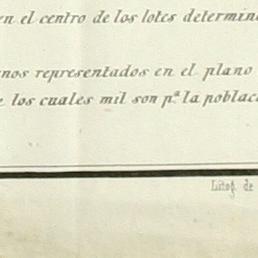 en el centro de los lotes determin
nos representados en el plano
los cuales mil son pª la poblac
Litog. de